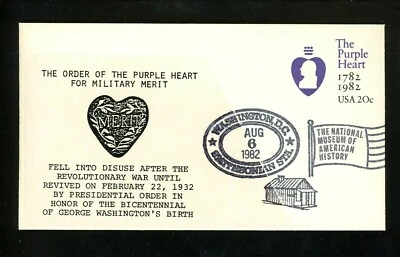 THE ORDER OF THE PURPLE HEART
FOR MILITARY MERIT
MERIT
FELL INTO DISUSE AFTER THE
REVOLUTIONARY WAR UNTIL
REVIVED ON FEBRUARY 22, 1932
BY PRESIDENTIAL ORDER IN
HONOR OF THE BICENTENNIAL
OF GEORGE WASHINGTON'S BIRTH
The
Purple
Heart
1782
1982
USA 20c
WASHINGTON, D.C.
AUG
6
1982
SMITHSONIAN STA.
THE NATIONAL
MUSEUM OF
AMERICAN
HISTORY